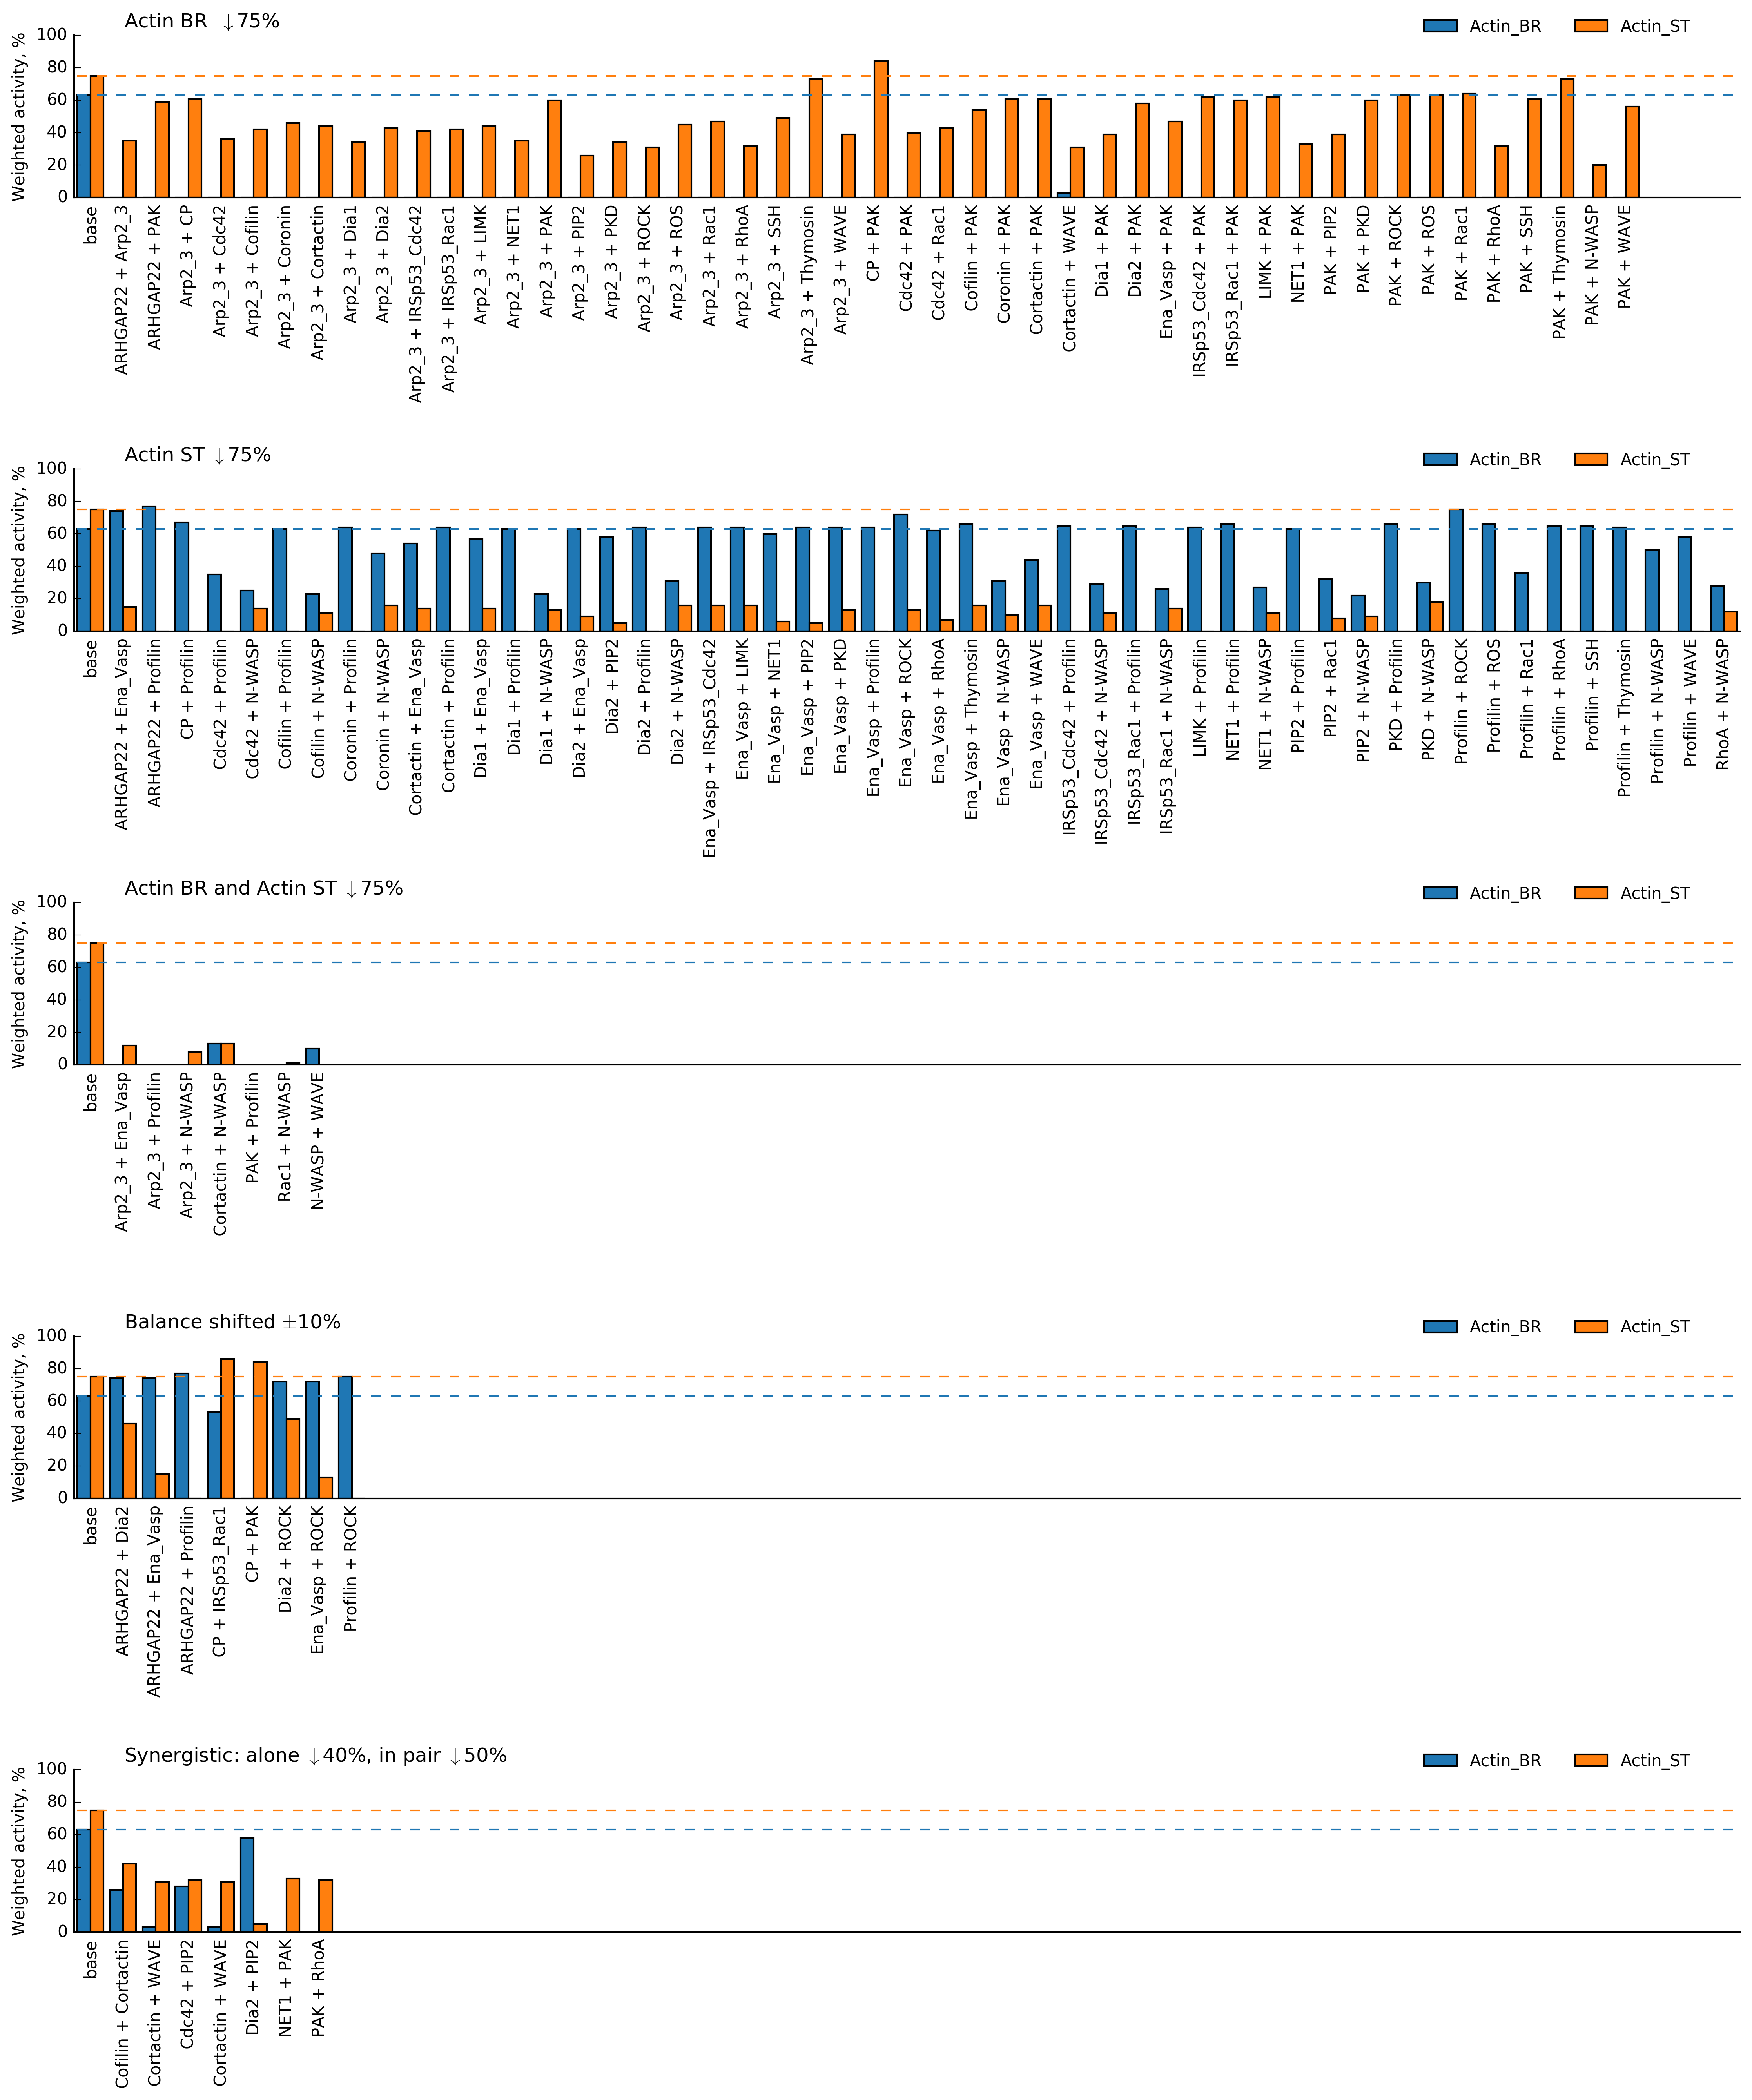 Actin BR ↓75%
Actin_BR
Actin_ST
Weighted activity, %
100
80
60
40
20
0
base
ARHGAP22 + Arp2_3
ARHGAP22 + PAK
Arp2_3 + CP
Arp2_3 + Cdc42
Arp2_3 + Cofilin
Arp2_3 + Coronin
Arp2_3 + Cortactin
Arp2_3 + Dia1
Arp2_3 + Dia2
Arp2_3 + IRSp53_Cdc42
Arp2_3 + IRSp53_Rac1
Arp2_3 + LIMK
Arp2_3 + NET1
Arp2_3 + PAK
Arp2_3 + PIP2
Arp2_3 + PKD
Arp2_3 + ROCK
Arp2_3 + ROS
Arp2_3 + Rac1
Arp2_3 + RhoA
Arp2_3 + SSH
Arp2_3 + Thymosin
Arp2_3 + WAVE
CP + PAK
Cdc42 + PAK
Cdc42 + Rac1
Cofilin + PAK
Coronin + PAK
Cortactin + PAK
Cortactin + WAVE
Dia1 + PAK
Dia2 + PAK
Ena_Vasp + PAK
IRSp53_Cdc42 + PAK
IRSp53_Rac1 + PAK
LIMK + PAK
NET1 + PAK
PAK + PIP2
PAK + PKD
PAK + ROCK
PAK + ROS
PAK + Rac1
PAK + RhoA
PAK + SSH
PAK + Thymosin
PAK + N-WASP
PAK + WAVE
Actin ST ↓75%
Actin_BR
Actin_ST
Weighted activity, %
100
80
60
40
20
0
base
ARHGAP22 + Ena_Vasp
ARHGAP22 + Profilin
CP + Profilin
Cdc42 + Profilin
Cdc42 + N-WASP
Cofilin + Profilin
Cofilin + N-WASP
Coronin + Profilin
Coronin + N-WASP
Cortactin + Ena_Vasp
Cortactin + Profilin
Dia1 + Ena_Vasp
Dia1 + Profilin
Dia1 + N-WASP
Dia2 + Ena_Vasp
Dia2 + PIP2
Dia2 + Profilin
Dia2 + N-WASP
Ena_Vasp + IRSp53_Cdc42
Ena_Vasp + LIMK
Ena_Vasp + NET1
Ena_Vasp + PIP2
Ena_Vasp + PKD
Ena_Vasp + Profilin
Ena_Vasp + ROCK
Ena_Vasp + RhoA
Ena_Vasp + Thymosin
Ena_Vasp + N-WASP
Ena_Vasp + WAVE
IRSp53_Cdc42 + Profilin
IRSp53_Cdc42 + N-WASP
IRSp53_Rac1 + Profilin
IRSp53_Rac1 + N-WASP
LIMK + Profilin
NET1 + Profilin
NET1 + N-WASP
PIP2 + Profilin
PIP2 + Rac1
PIP2 + N-WASP
PKD + Profilin
PKD + N-WASP
Profilin + ROCK
Profilin + ROS
Profilin + Rac1
Profilin + RhoA
Profilin + SSH
Profilin + Thymosin
Profilin + N-WASP
Profilin + WAVE
RhoA + N-WASP
Actin BR and Actin ST ↓75%
Actin_BR
Actin_ST
Weighted activity, %
100
80
60
40
20
0
base
Arp2_3 + Ena_Vasp
Arp2_3 + Profilin
Arp2_3 + N-WASP
Cortactin + N-WASP
PAK + Profilin
Rac1 + N-WASP
N-WASP + WAVE
Balance shifted ±10%
Actin_BR
Actin_ST
Weighted activity, %
100
80
60
40
20
0
base
ARHGAP22 + Dia2
ARHGAP22 + Ena_Vasp
ARHGAP22 + Profilin
CP + IRSp53_Rac1
CP + PAK
Dia2 + ROCK
Ena_Vasp + ROCK
Profilin + ROCK
Synergistic: alone ↓40%, in pair ↓50%
Actin_BR
Actin_ST
Weighted activity, %
100
80
60
40
20
0
base
Cofilin + Cortactin
Cortactin + WAVE
Cdc42 + PIP2
Cortactin + WAVE
Dia2 + PIP2
NET1 + PAK
PAK + RhoA